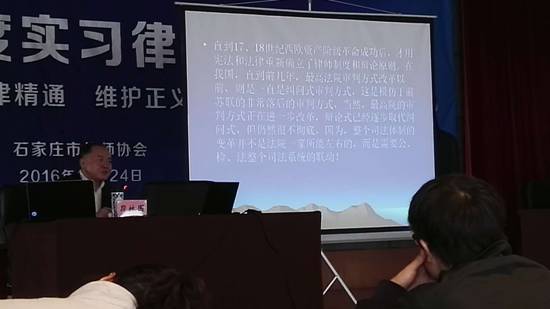 度实习律
律精通 维护正义
石家庄市律师协会
2016年 月24日
直到17、18世纪西欧资产阶级革命成功后，才用
宪法和法律重新确立了律师制度和辩论原则。在
我国，直到前几年，最高法院审判方式改革以
前，则是一直是纠问式审判方式，这是模仿于前
苏联的非常落后的审判方式，当然，最高院的审
判方式正在进一步改革，辩论式已经逐步取代纠
问式，但仍然很不彻底，因为，整个司法体制的
变革并不是法院一家所能左右的，而是需要公、
检、法整个司法系统的联动！